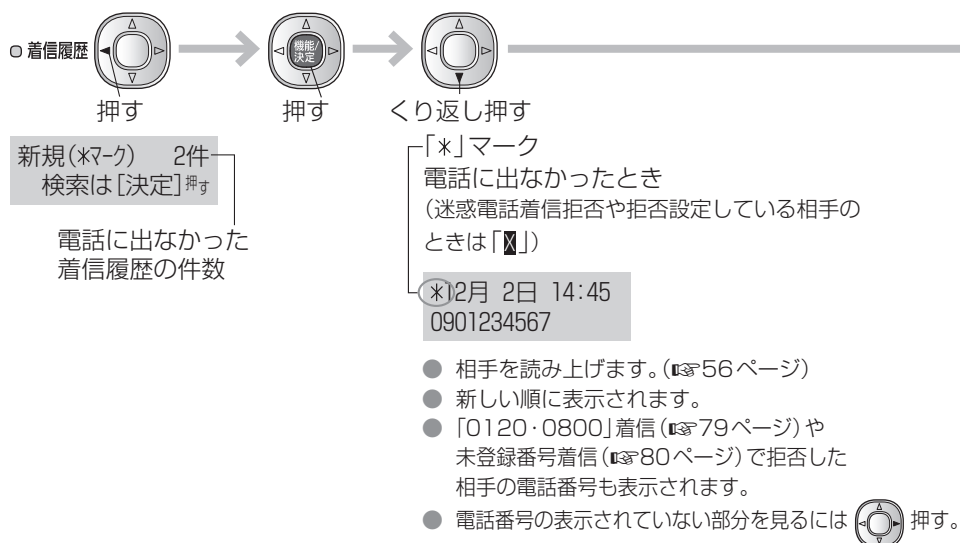 着信履歴
機能/
決定
押す
押す
くり返し押す
新規(*マーク) 2件
検索は[決定]押す
電話に出なかった
着信履歴の件数
「*」マーク
電話に出なかったとき
(迷惑電話着信拒否や拒否設定している相手の
ときは「X」)
*12月 2日 14:45
0901234567
● 相手を読み上げます。(☞56ページ)
● 新しい順に表示されます。
● 「0120・0800」着信(☞79ページ)や
未登録番号着信(☞80ページ)で拒否した
相手の電話番号も表示されます。
● 電話番号の表示されていない部分を見るには 押す。